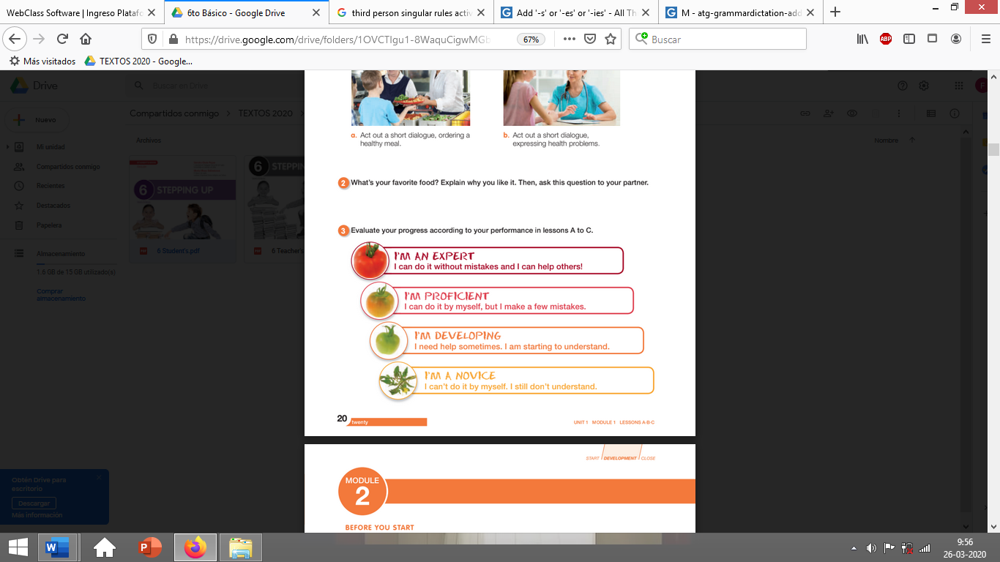 WebClass Software | Ingreso Platafo
6to Básico - Google Drive
third person singular rules activ
Add '-s' or '-es' or '-ies' - All Th
M - atg-grammardictation-add
https://drive.google.com/drive/folders/1OVCTIgu1-8WaquCigwMGb
67%
Buscar
Más visitados
TEXTOS 2020 - Google...
Drive
Buscar en Drive
Nuevo
Compartidos conmigo
TEXTOS 2020
Archivos
Nombre
Mi unidad
Compartidos conmigo
Recientes
Destacados
Papelera
Almacenamiento
1.6 GB de 15 GB utilizado(s)
Comprar
almacenamiento
6 STEPPING UP
6 STEPPIN
6 Student's.pdf
6 Teacher's
a. Act out a short dialogue, ordering a
healthy meal.
b. Act out a short dialogue,
expressing health problems.
2 What's your favorite food? Explain why you like it. Then, ask this question to your partner.
3 Evaluate your progress according to your performance in lessons A to C.
I'M AN EXPERT
I can do it without mistakes and I can help others!
I'M PROFICIENT
I can do it by myself, but I make a few mistakes.
I'M DEVELOPING
I need help sometimes. I am starting to understand.
I'M A NOVICE
I can't do it by myself. I still don't understand.
20 twenty
UNIT 1 MODULE 1 LESSONS A-B-C
START DEVELOPMENT CLOSE
MODULE
2
BEFORE YOU START
Obtén Drive para
escritorio
Descargar
Más información
9:56
26-03-2020